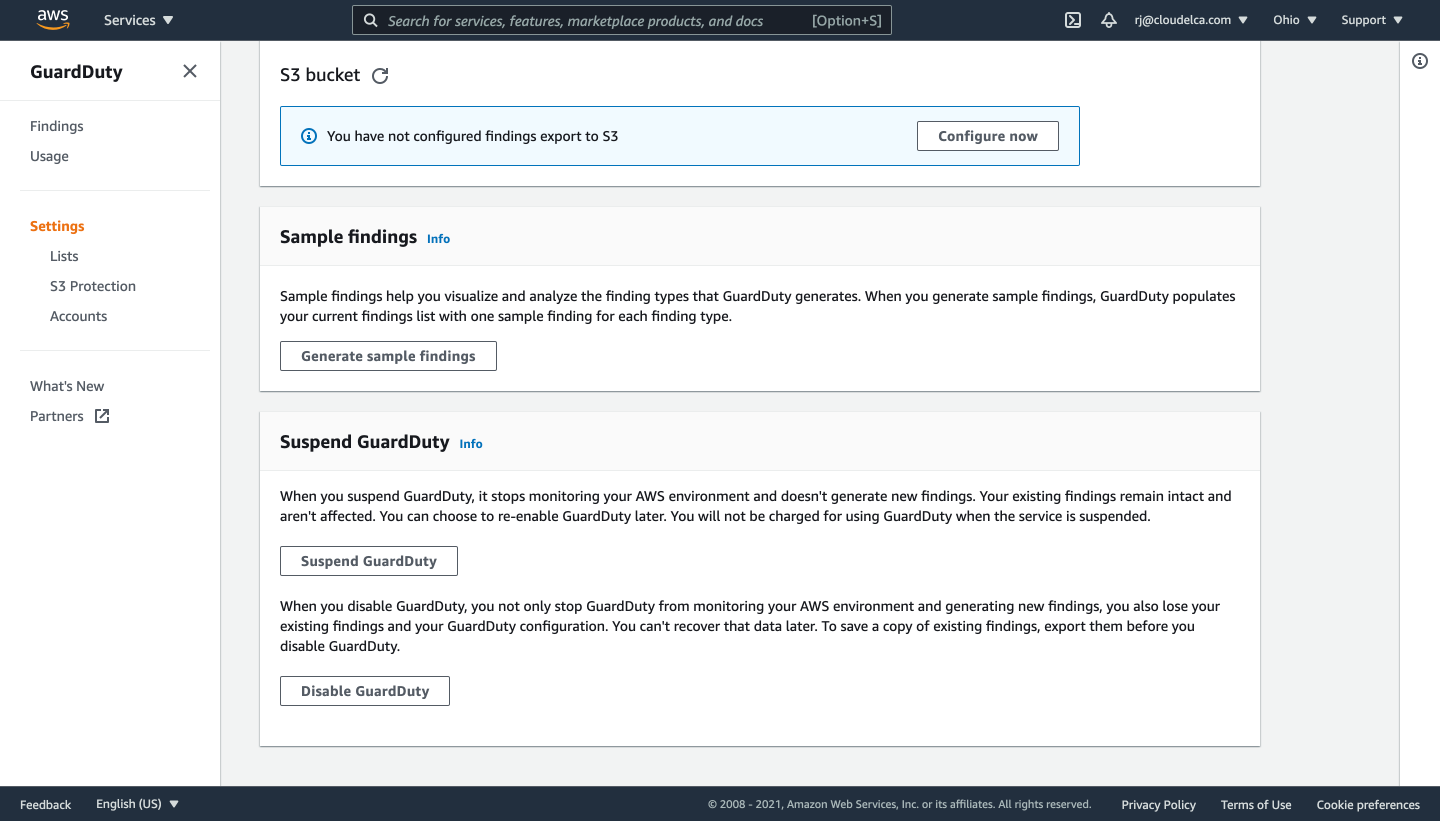 aws
Services
Search for services, features, marketplace products, and docs [Option+S]
rj@cloudelca.com
Ohio
Support
GuardDuty
Findings
Usage
Settings
Lists
S3 Protection
Accounts
What's New
Partners
S3 bucket
You have not configured findings export to S3
Configure now
Sample findings Info
Sample findings help you visualize and analyze the finding types that GuardDuty generates. When you generate sample findings, GuardDuty populates
your current findings list with one sample finding for each finding type.
Generate sample findings
Suspend GuardDuty Info
When you suspend GuardDuty, it stops monitoring your AWS environment and doesn't generate new findings. Your existing findings remain intact and
aren't affected. You can choose to re-enable GuardDuty later. You will not be charged for using GuardDuty when the service is suspended.
Suspend GuardDuty
When you disable GuardDuty, you not only stop GuardDuty from monitoring your AWS environment and generating new findings, you also lose your
existing findings and your GuardDuty configuration. You can't recover that data later. To save a copy of existing findings, export them before you
disable GuardDuty.
Disable GuardDuty
Feedback
English (US)
© 2008 - 2021, Amazon Web Services, Inc. or its affiliates. All rights reserved.
Privacy Policy
Terms of Use
Cookie preferences